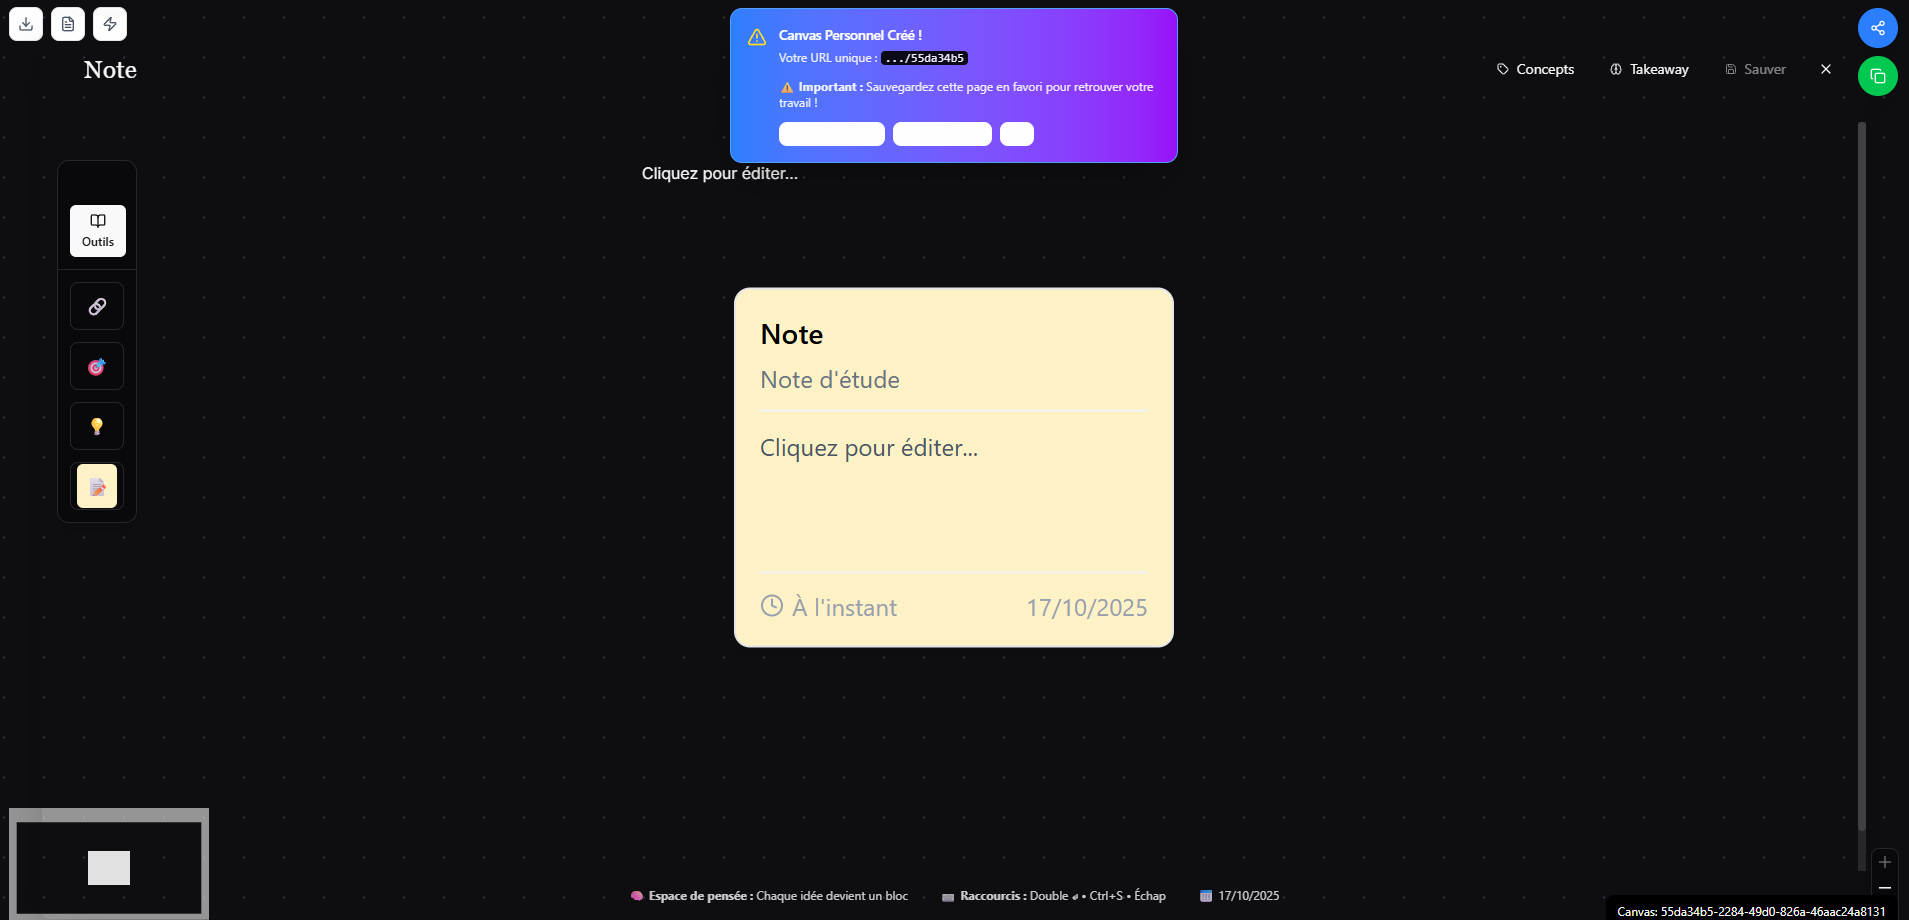 Canvas Personnel Créé !
Votre URL unique : .../55da34b5
⚠️ Important : Sauvegardez cette page en favori pour retrouver votre
travail !
Note
Concepts
Takeaway
Sauver
Cliquez pour éditer...
Outils
Note
Note d'étude
Cliquez pour éditer...
À l'instant
17/10/2025
🧠 Espace de pensée : Chaque idée devient un bloc
⌨️ Raccourcis : Double ↲ • Ctrl+S • Échap
📅 17/10/2025
Canvas: 55da34b5-2284-49d0-826a-46aac24a8131